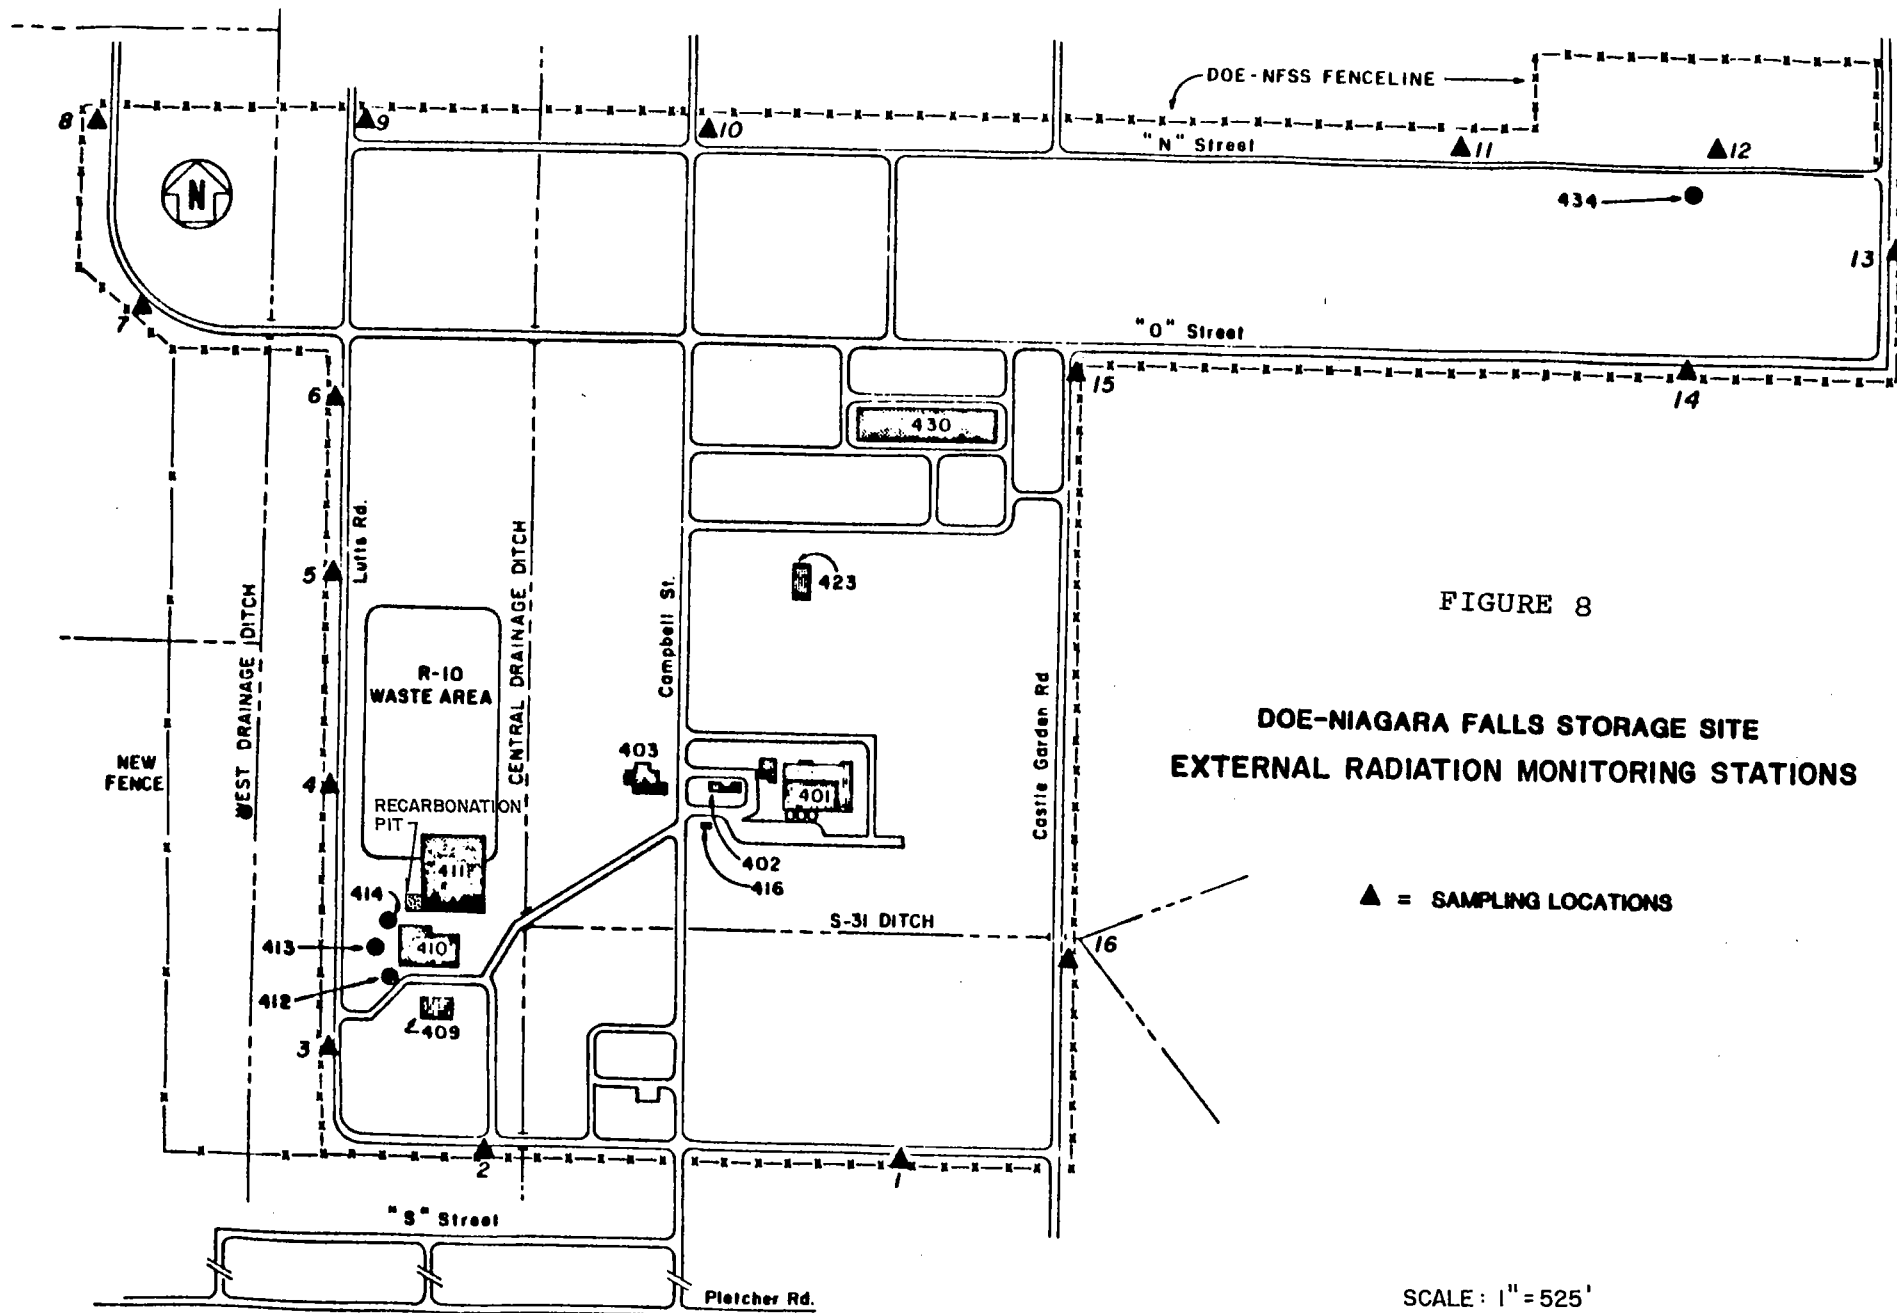 DOE-NFSS FENCELINE
8
9
10
"N" Street
11
12
N
434
13
7
"O" Street
6
15
14
430
5
Lutts Rd.
CENTRAL DRAINAGE DITCH
Campbell St.
423
FIGURE 8
WEST DRAINAGE DITCH
R-10
WASTE AREA
Castle Garden Rd
DOE-NIAGARA FALLS STORAGE SITE
EXTERNAL RADIATION MONITORING STATIONS
NEW
FENCE
4
403
401
RECARBONATION
PIT
411
402
416
▲ = SAMPLING LOCATIONS
414
413
410
S-31 DITCH
16
412
409
3
2
1
"S" Street
Pletcher Rd.
SCALE: 1" = 525'